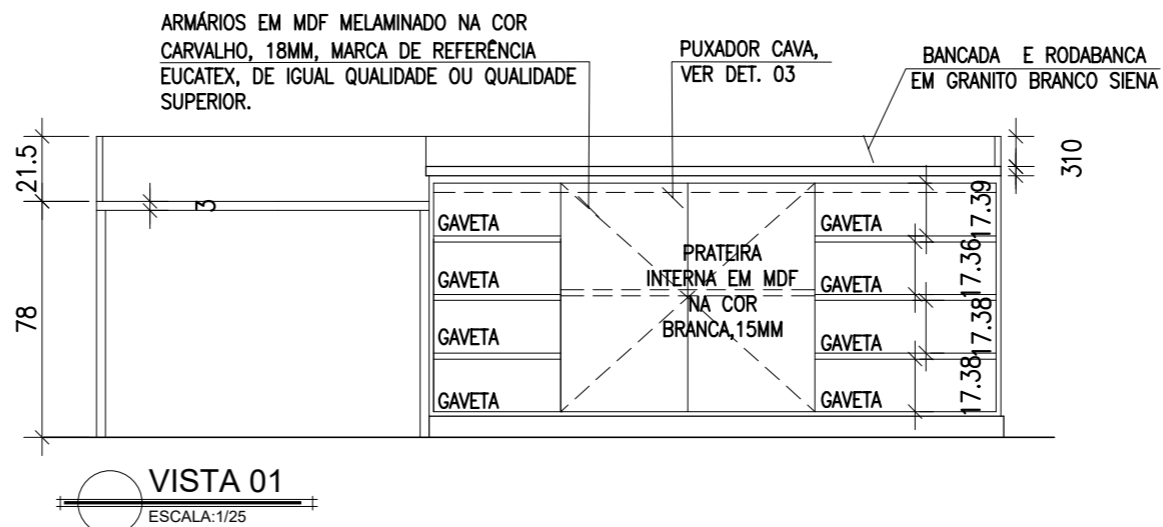 ARMÁRIOS EM MDF MELAMINADO NA COR
CARVALHO, 18MM, MARCA DE REFERÊNCIA
EUCATEX, DE IGUAL QUALIDADE OU QUALIDADE
SUPERIOR.
PUXADOR CAVA,
VER DET. 03
BANCADA E RODABANCA
EM GRANITO BRANCO SIENA
21.5
3
78
310
GAVETA
GAVETA
GAVETA
GAVETA
PRATEIRA
INTERNA EM MDF
NA COR
BRANCA,15MM
GAVETA
GAVETA
GAVETA
GAVETA
17.39
17.36
17.38
17.38
VISTA 01
ESCALA:1/25